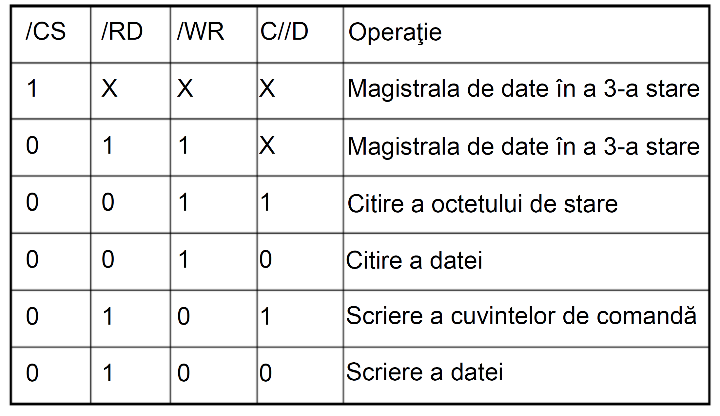 /CS /RD /WR C//D Operaţie
1 X X X Magistrala de date în a 3-a stare
0 1 1 X Magistrala de date în a 3-a stare
0 0 1 1 Citire a octetului de stare
0 0 1 0 Citire a datei
0 1 0 1 Scriere a cuvintelor de comandă
0 1 0 0 Scriere a datei